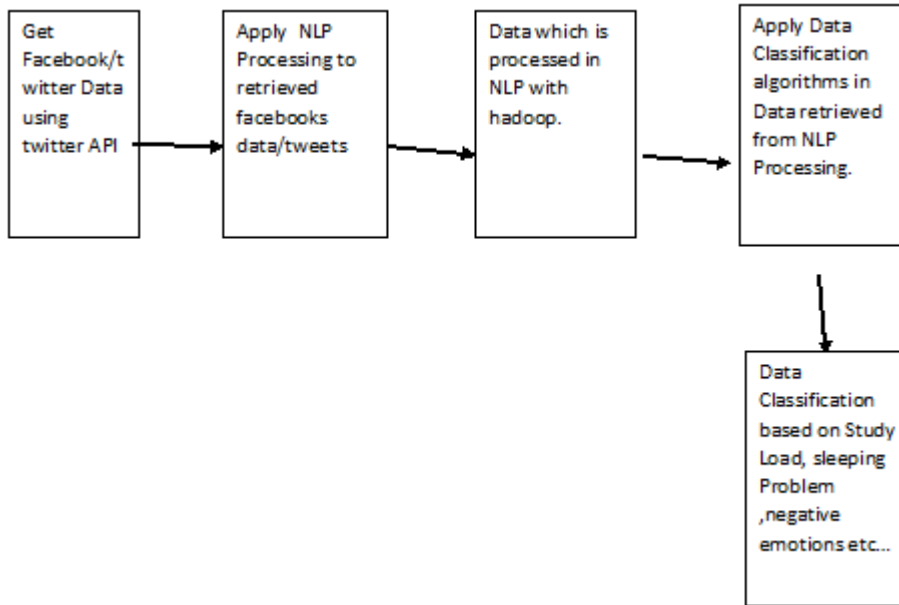 Get
Facebook/t
witter Data
using
twitter API
Apply NLP
Processing to
retrieved
facebooks
data/tweets
Data which is
processed in
NLP with
hadoop.
Apply Data
Classification
algorithms in
Data retrieved
from NLP
Processing.
Data
Classification
based on Study
Load, sleeping
Problem
,negative
emotions etc...